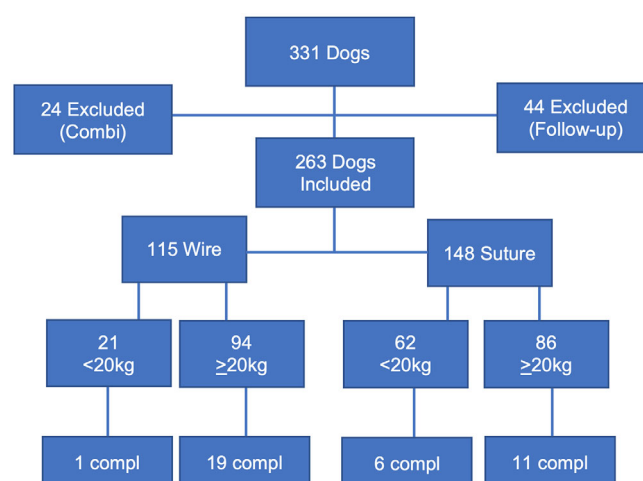 331 Dogs
24 Excluded
(Combi)
44 Excluded
(Follow-up)
263 Dogs
Included
115 Wire
148 Suture
21
<20kg
94
≥20kg
62
<20kg
86
≥20kg
1 compl
19 compl
6 compl
11 compl